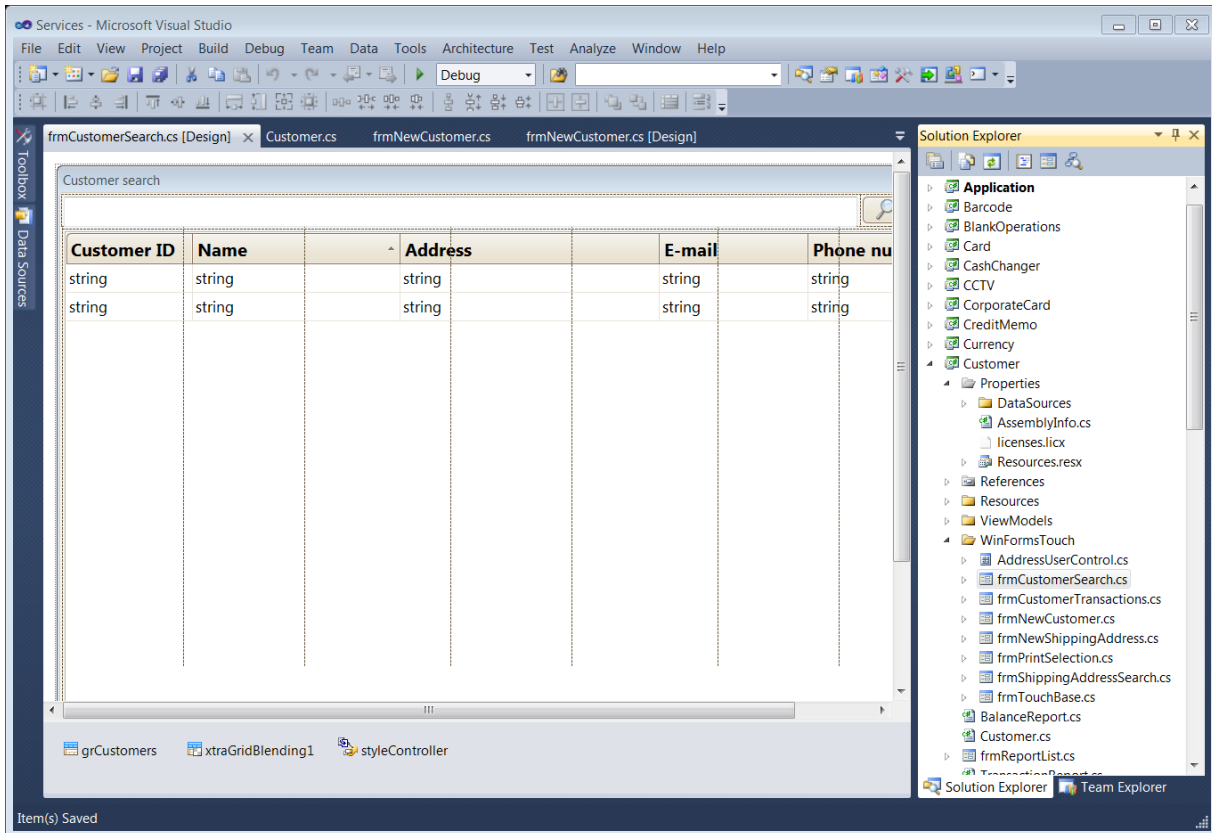 Services - Microsoft Visual Studio
File Edit View Project Build Debug Team Data Tools Architecture Test Analyze Window Help
Debug
Toolbox
Data Sources
frmCustomerSearch.cs [Design] Customer.cs frmNewCustomer.cs frmNewCustomer.cs [Design]
Customer search
Customer ID Name Address E-mail Phone nu
string string string string string
string string string string string
grCustomers xtraGridBlending1 styleController
Solution Explorer
Application
Barcode
BlankOperations
Card
CashChanger
CCTV
CorporateCard
CreditMemo
Currency
Customer
Properties
DataSources
AssemblyInfo.cs
licenses.licx
Resources.resx
References
Resources
ViewModels
WinFormsTouch
AddressUserControl.cs
frmCustomerSearch.cs
frmCustomerTransactions.cs
frmNewCustomer.cs
frmNewShippingAddress.cs
frmPrintSelection.cs
frmShippingAddressSearch.cs
frmTouchBase.cs
BalanceReport.cs
Customer.cs
frmReportList.cs
TransactionReport.cs
Solution Explorer Team Explorer
Item(s) Saved